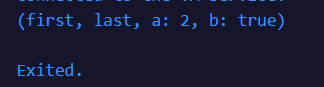 (first, last, a: 2, b: true)
Exited.